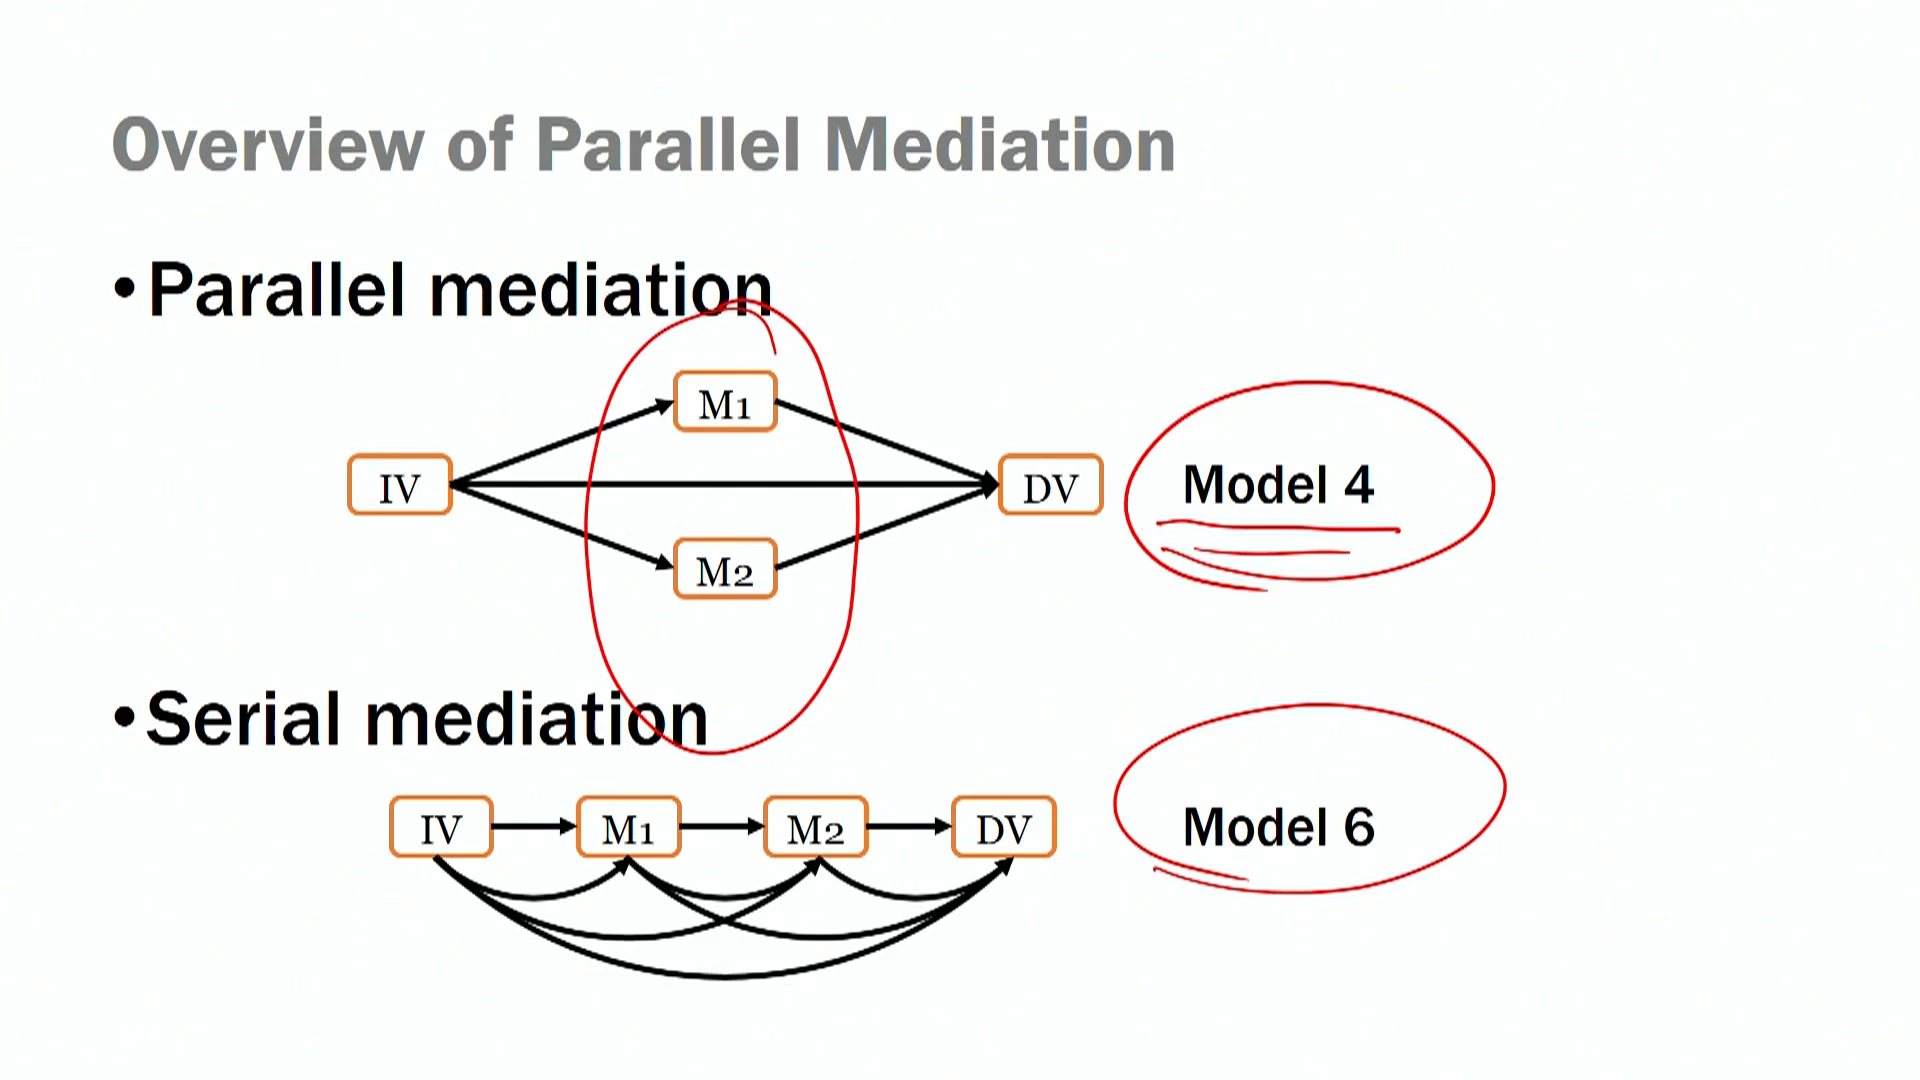 Overview of Parallel Mediation
•Parallel mediation
M1
IV
DV
Model 4
M2
•Serial mediation
IV
M1
M2
DV
Model 6